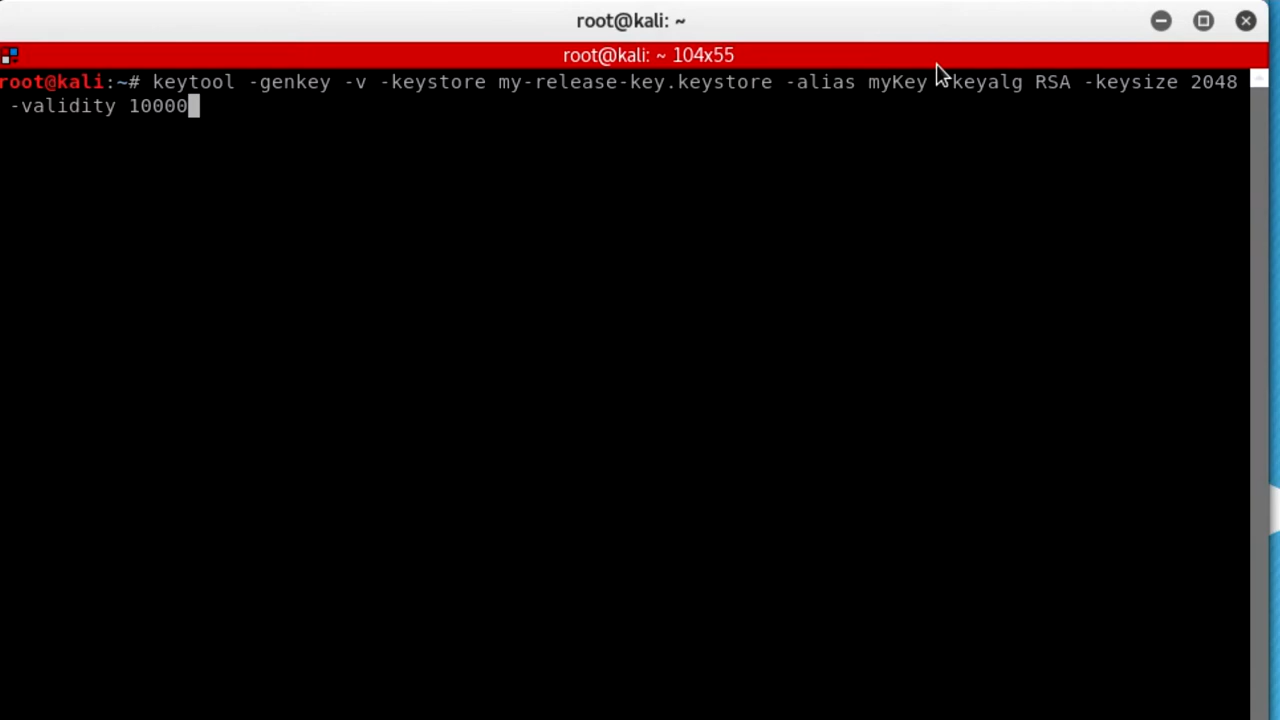 root@kali: ~
root@kali: ~ 104x55
root@kali:~# keytool -genkey -v -keystore my-release-key.keystore -alias myKey -keyalg RSA -keysize 2048
-validity 10000